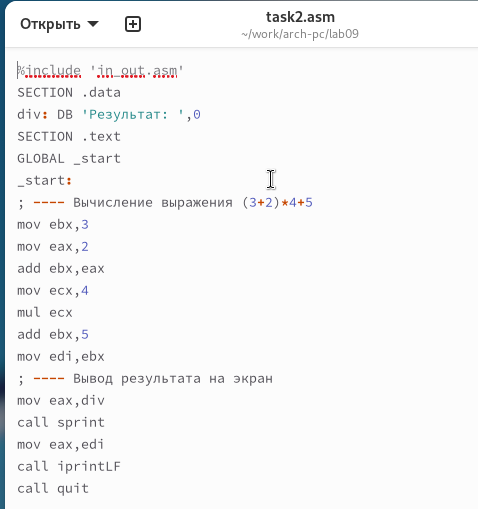 Открыть
task2.asm
~/work/arch-pc/lab09
%include 'in_out.asm'
SECTION .data
div: DB 'Результат: ',0
SECTION .text
GLOBAL _start
_start:
; ---- Вычисление выражения (3+2)*4+5
mov ebx,3
mov eax,2
add ebx,eax
mov ecx,4
mul ecx
add ebx,5
mov edi,ebx
; ---- Вывод результата на экран
mov eax,div
call sprint
mov eax,edi
call iprintLF
call quit